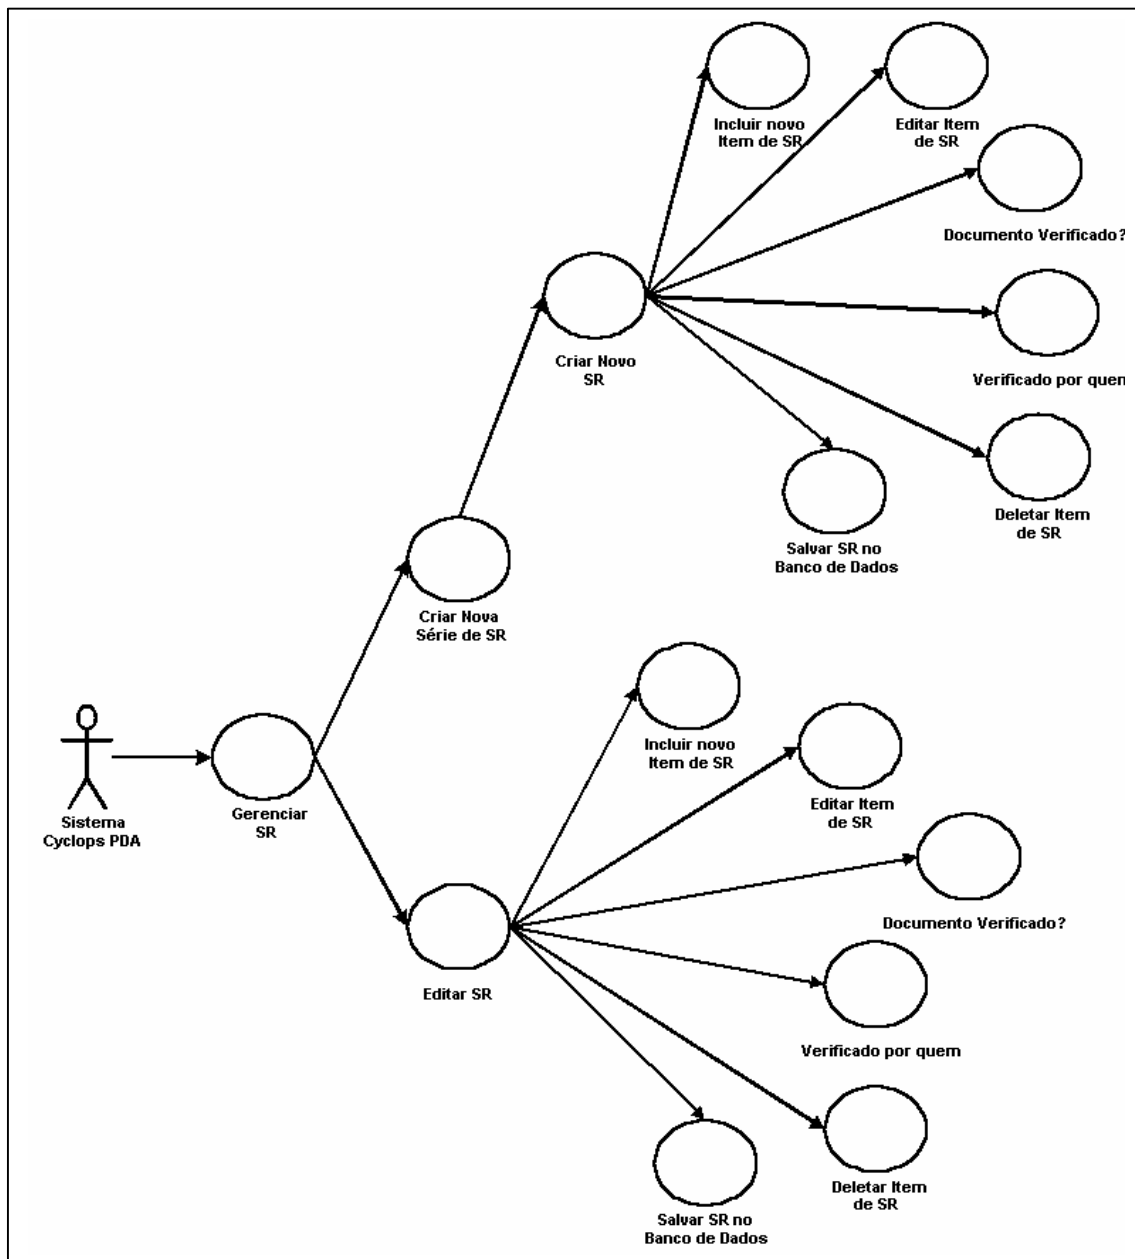 Incluir novo
Item de SR
Editar Item
de SR
Documento Verificado?
Criar Novo
SR
Verificado por quem
Deletar Item
de SR
Salvar SR no
Banco de Dados
Criar Nova
Série de SR
Incluir novo
Item de SR
Editar Item
de SR
Sistema
Cyclops PDA
Gerenciar
SR
Documento Verificado?
Editar SR
Verificado por quem
Deletar Item
de SR
Salvar SR no
Banco de Dados